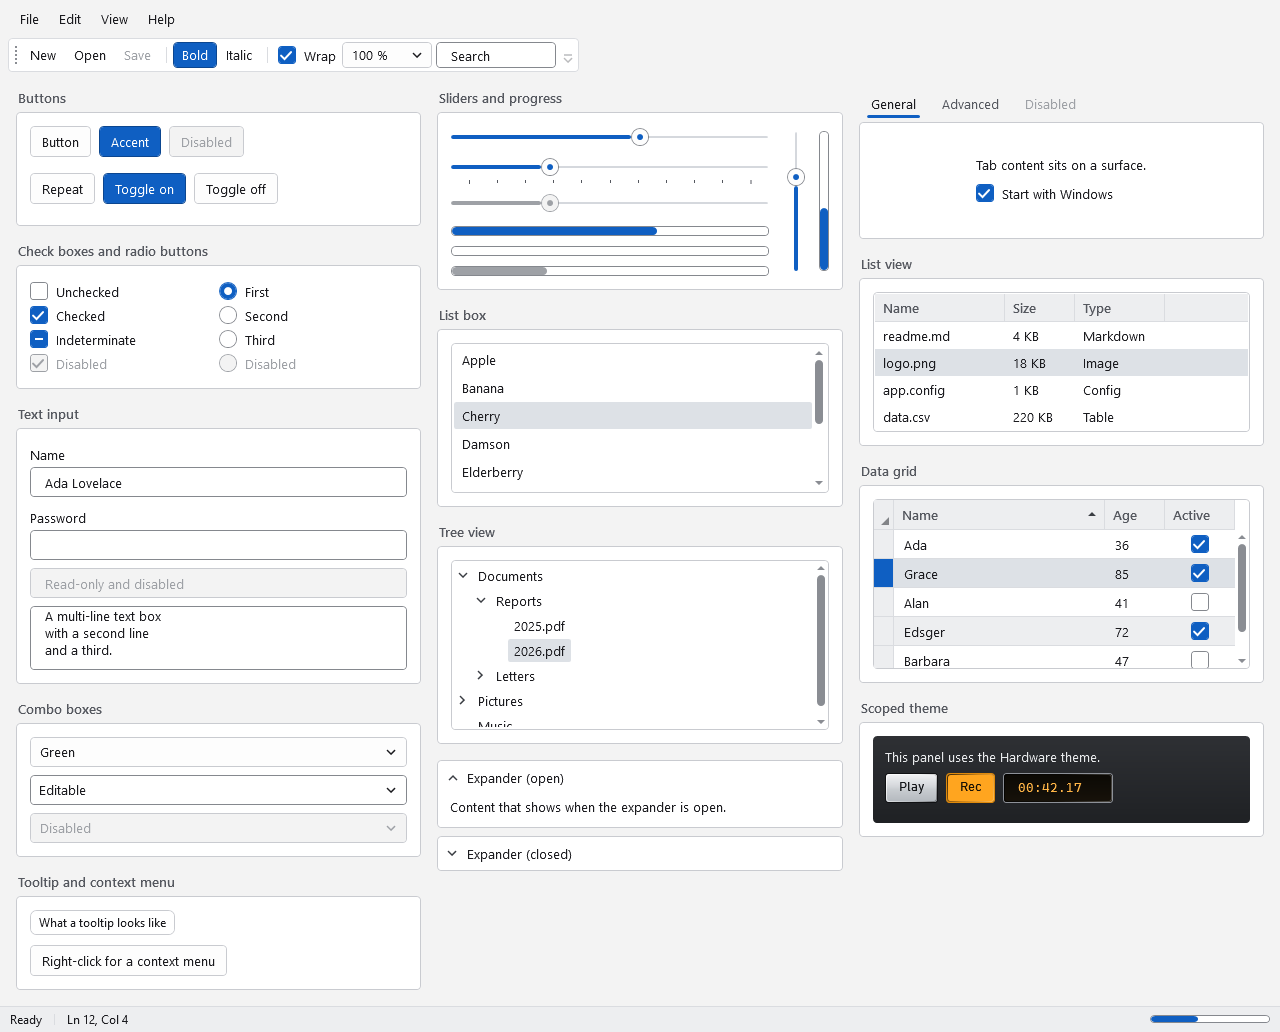 File Edit View Help
New Open Save Bold Italic Wrap 100 % Search
Buttons
Button Accent Disabled
Repeat Toggle on Toggle off
Check boxes and radio buttons
Unchecked First
Checked Second
Indeterminate Third
Disabled Disabled
Text input
Name
Ada Lovelace
Password
Read-only and disabled
A multi-line text box
with a second line
and a third.
Combo boxes
Green
Editable
Disabled
Tooltip and context menu
What a tooltip looks like
Right-click for a context menu
Sliders and progress
List box
Apple
Banana
Cherry
Damson
Elderberry
Tree view
Documents
Reports
2025.pdf
2026.pdf
Letters
Pictures
Music
Expander (open)
Content that shows when the expander is open.
Expander (closed)
General Advanced Disabled
Tab content sits on a surface.
Start with Windows
List view
Name Size Type
readme.md 4 KB Markdown
logo.png 18 KB Image
app.config 1 KB Config
data.csv 220 KB Table
Data grid
Name Age Active
Ada 36
Grace 85
Alan 41
Edsger 72
Barbara 47
Scoped theme
This panel uses the Hardware theme.
Play Rec 00:42.17
Ready Ln 12, Col 4